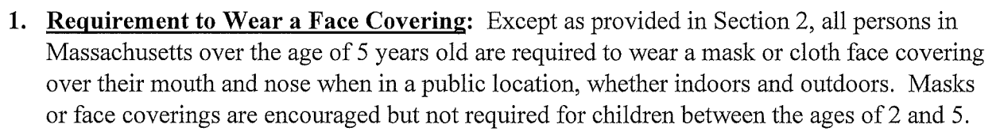 1. Requirement to Wear a Face Covering: Except as provided in Section 2, all persons in
Massachusetts over the age of 5 years old are required to wear a mask or cloth face covering
over their mouth and nose when in a public location, whether indoors and outdoors. Masks
or face coverings are encouraged but not required for children between the ages of 2 and 5.